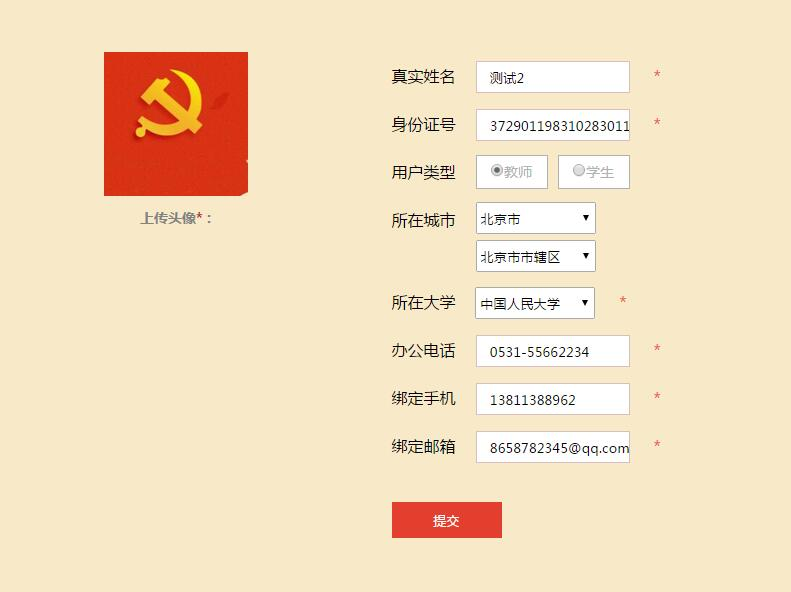 真实姓名 测试2 *
身份证号 372901198310283011 *
用户类型 教师 学生
上传头像*：
所在城市 北京市
北京市市辖区
所在大学 中国人民大学 *
办公电话 0531-55662234 *
绑定手机 13811388962 *
绑定邮箱 8658782345@qq.com *
提交